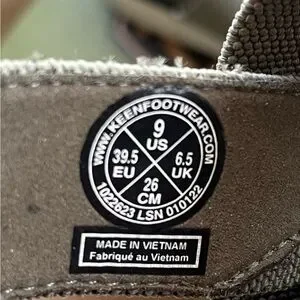 WWW.KEENFOOTWEAR.COM
9
US
39.5
EU
6.5
UK
26
CM
1022623 LSN 010122
MADE IN VIETNAM
Fabriqué au Vietnam